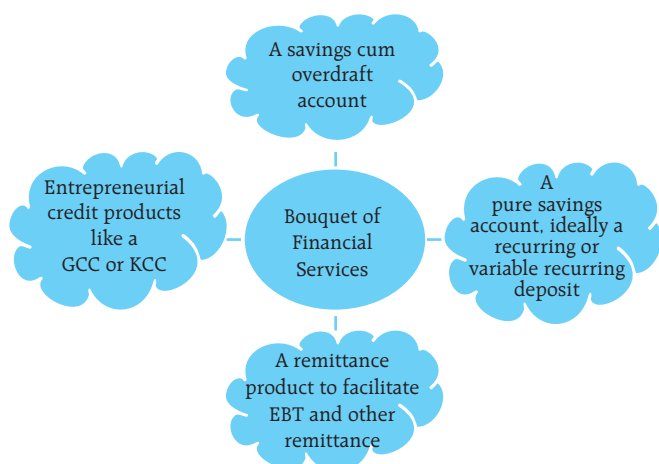 A savings cum
overdraft
account
Entrepreneurial
credit products
like a
GCC or KCC
Bouquet of
Financial
Services
A
pure savings
account, ideally a
recurring or
variable recurring
deposit
A remittance
product to facilitate
EBT and other
remittance